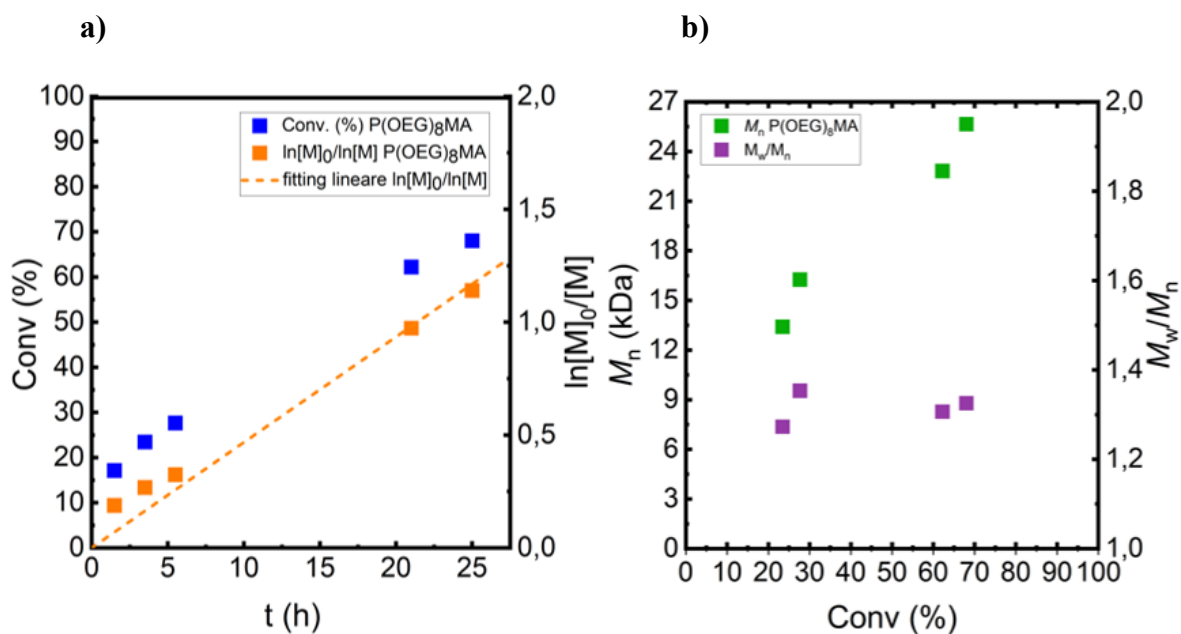 a)
100
90
80
70
60
50
40
30
20
10
0
Conv (%)
0
5
10
15
20
25
t (h)
2,0
1,5
1,0
0,5
0,0
ln[M]₀/[M]
Conv. (%) P(OEG)₈MA
ln[M]₀/ln[M] P(OEG)₈MA
fitting lineare ln[M]₀/ln[M]
b)
27
24
21
18
15
12
9
6
3
0
Mₙ (kDa)
0 10 20 30 40 50 60 70 80 90 100
Conv (%)
2,0
1,8
1,6
1,4
1,2
1,0
M_w/Mₙ
Mₙ P(OEG)₈MA
M_w/Mₙ